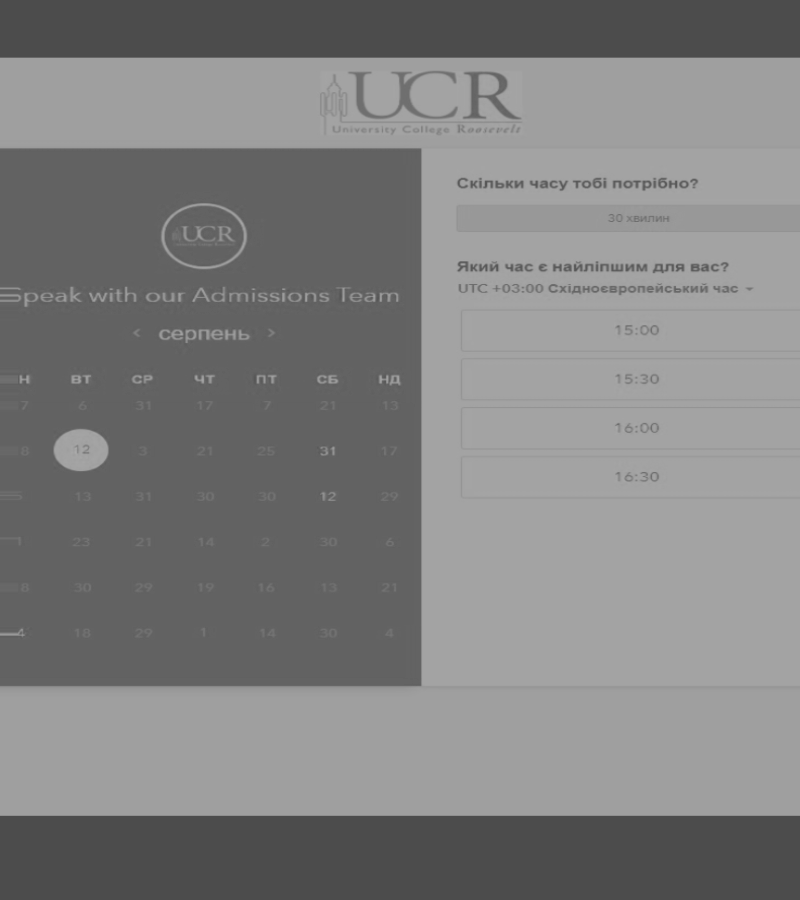 UCR
University College Roosevelt
UCR
Speak with our Admissions Team
< серпень >
Н ВТ СР ЧТ ПТ СБ НД
7 6 31 17 7 21 13
8 12 3 21 25 31 17
13 31 30 30 12 29
23 21 14 2 30 6
8 30 29 19 16 13 21
4 18 29 1 14 30 4
Скільки часу тобі потрібно?
30 хвилин
Який час є найліпшим для вас?
UTC +03:00 Східноєвропейський час
15:00
15:30
16:00
16:30